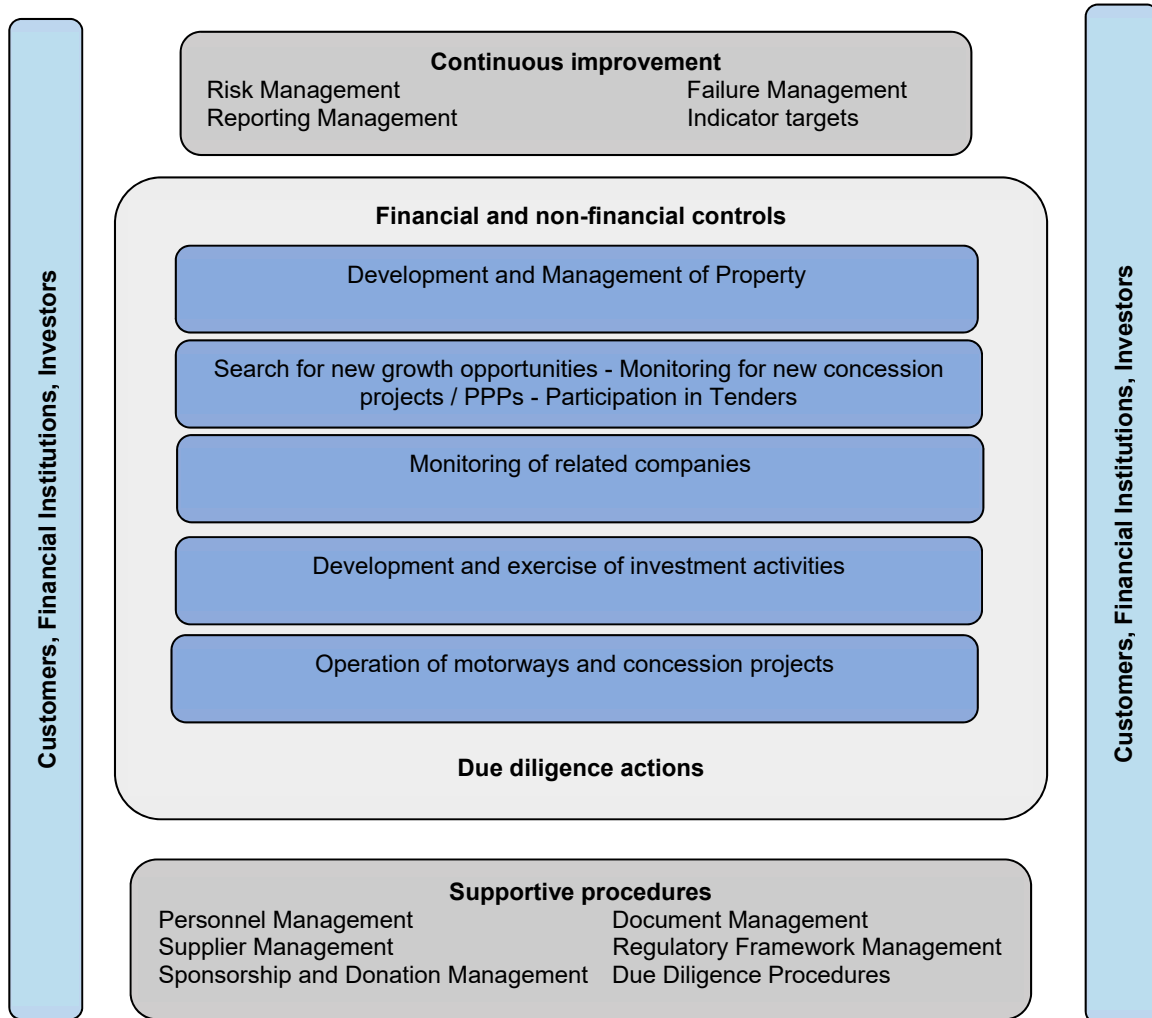 Customers, Financial Institutions, Investors
Continuous improvement
Risk Management Failure Management
Reporting Management Indicator targets
Financial and non-financial controls
Development and Management of Property
Search for new growth opportunities - Monitoring for new concession
projects / PPPs - Participation in Tenders
Monitoring of related companies
Development and exercise of investment activities
Operation of motorways and concession projects
Due diligence actions
Supportive procedures
Personnel Management Document Management
Supplier Management Regulatory Framework Management
Sponsorship and Donation Management Due Diligence Procedures
Customers, Financial Institutions, Investors